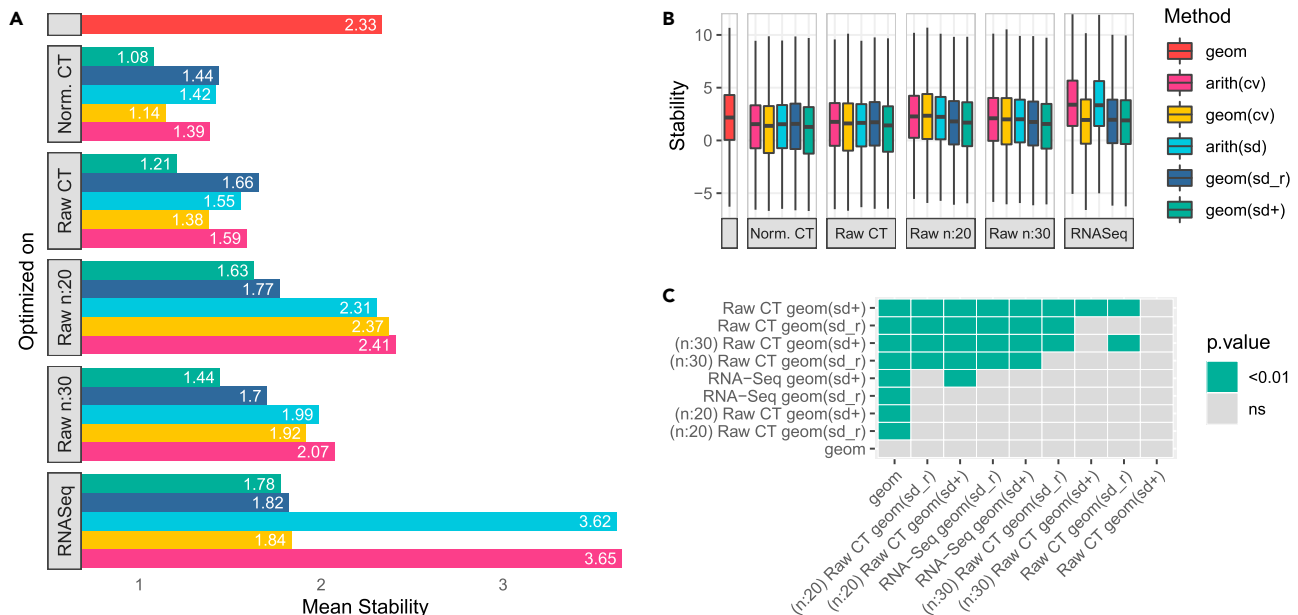 A
2.33
Norm. CT
1.08
1.44
1.42
1.14
1.39
Raw CT
1.21
1.66
1.55
1.38
1.59
Raw n:20
1.63
1.77
2.31
2.37
2.41
Raw n:30
1.44
1.7
1.99
1.92
2.07
RNASeq
1.78
1.82
3.62
1.84
3.65
Optimized on
1 2 3
Mean Stability
B
Stability
10
5
0
−5
Norm. CT Raw CT Raw n:20 Raw n:30 RNASeq
Method
geom
arith(cv)
geom(cv)
arith(sd)
geom(sd_r)
geom(sd+)
C
Raw CT geom(sd+)
Raw CT geom(sd_r)
(n:30) Raw CT geom(sd+)
(n:30) Raw CT geom(sd_r)
RNA−Seq geom(sd+)
RNA−Seq geom(sd_r)
(n:20) Raw CT geom(sd+)
(n:20) Raw CT geom(sd_r)
geom
geom
(n:20) Raw CT geom(sd_r)
(n:20) Raw CT geom(sd+)
RNA−Seq geom(sd_r)
RNA−Seq geom(sd+)
(n:30) Raw CT geom(sd_r)
(n:30) Raw CT geom(sd+)
Raw CT geom(sd_r)
Raw CT geom(sd+)
p.value
<0.01
ns